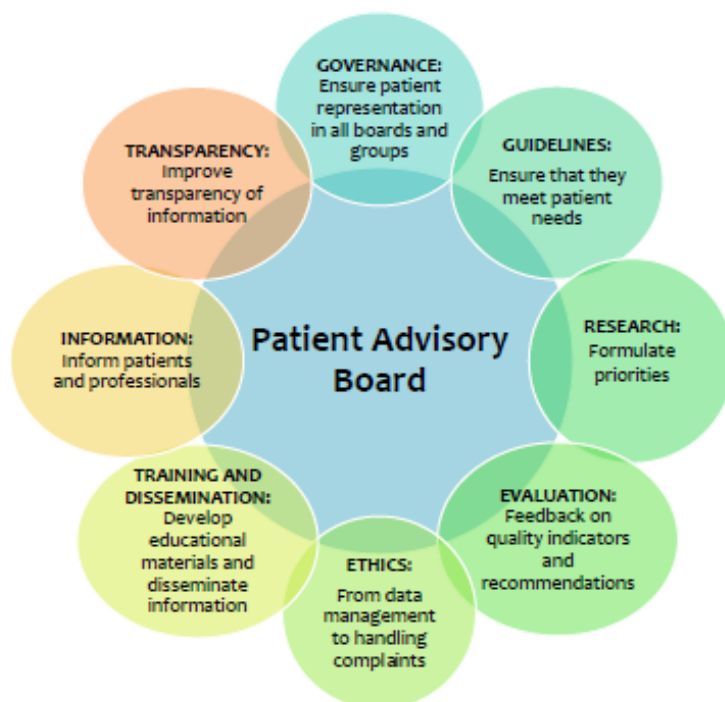 GOVERNANCE:
Ensure patient
representation
in all boards and
groups
GUIDELINES:
Ensure that they
meet patient
needs
RESEARCH:
Formulate
priorities
EVALUATION:
Feedback on
quality indicators
and
recommendations
ETHICS:
From data
management
to handling
complaints
TRAINING AND
DISSEMINATION:
Develop
educational
materials and
disseminate
information
INFORMATION:
Inform patients
and professionals
TRANSPARENCY:
Improve
transparency of
information
Patient Advisory
Board